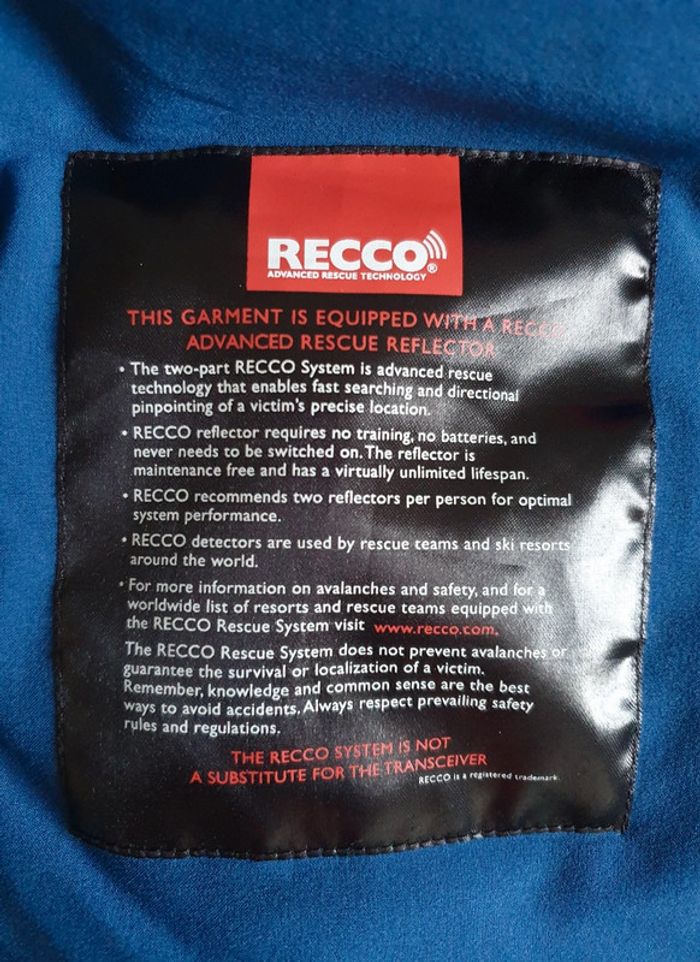 RECCO
ADVANCED RESCUE TECHNOLOGY®
THIS GARMENT IS EQUIPPED WITH A RECCO
ADVANCED RESCUE REFLECTOR
• The two-part RECCO System is advanced rescue
technology that enables fast searching and directional
pinpointing of a victim's precise location.
• RECCO reflector requires no training, no batteries, and
never needs to be switched on. The reflector is
maintenance free and has a virtually unlimited lifespan.
• RECCO recommends two reflectors per person for optimal
system performance.
• RECCO detectors are used by rescue teams and ski resorts
around the world.
• For more information on avalanches and safety, and for a
worldwide list of resorts and rescue teams equipped with
the RECCO Rescue System visit www.recco.com.
The RECCO Rescue System does not prevent avalanches or
guarantee the survival or localization of a victim.
Remember, knowledge and common sense are the best
ways to avoid accidents. Always respect prevailing safety
rules and regulations.
THE RECCO SYSTEM IS NOT
A SUBSTITUTE FOR THE TRANSCEIVER
RECCO is a registered trademark.